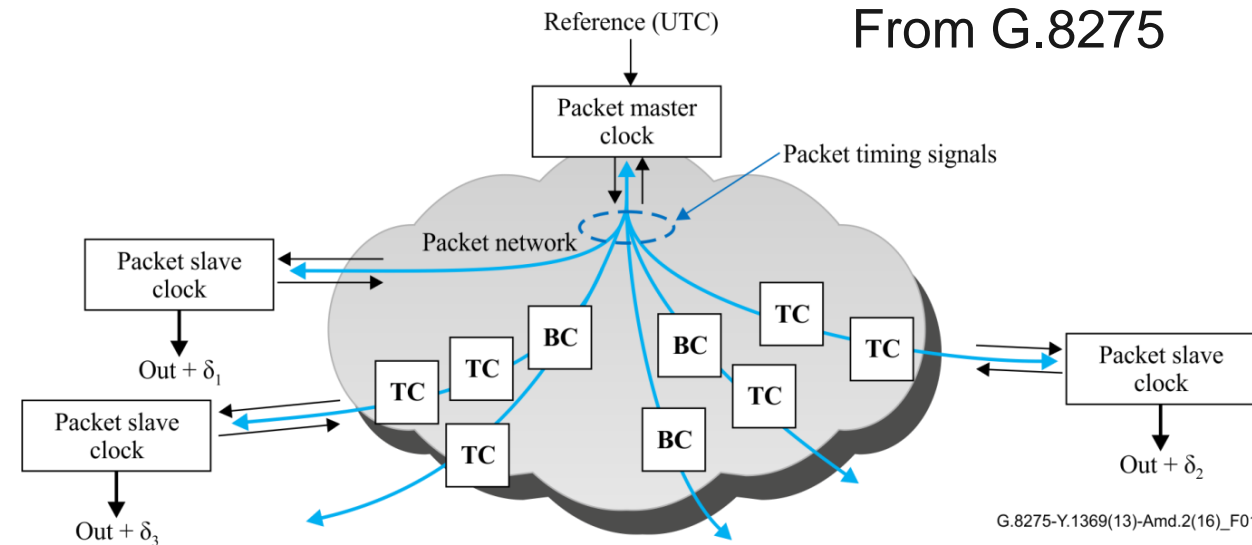 From G.8275
Reference (UTC)
Packet master
clock
Packet timing signals
Packet network
Packet slave
clock
Out + δ₁
BC
TC
BC
TC
TC
TC
TC
TC
BC
Packet slave
clock
Out + δ₂
Packet slave
clock
Out + δ₃
G.8275-Y.1369(13)-Amd.2(16)_F01